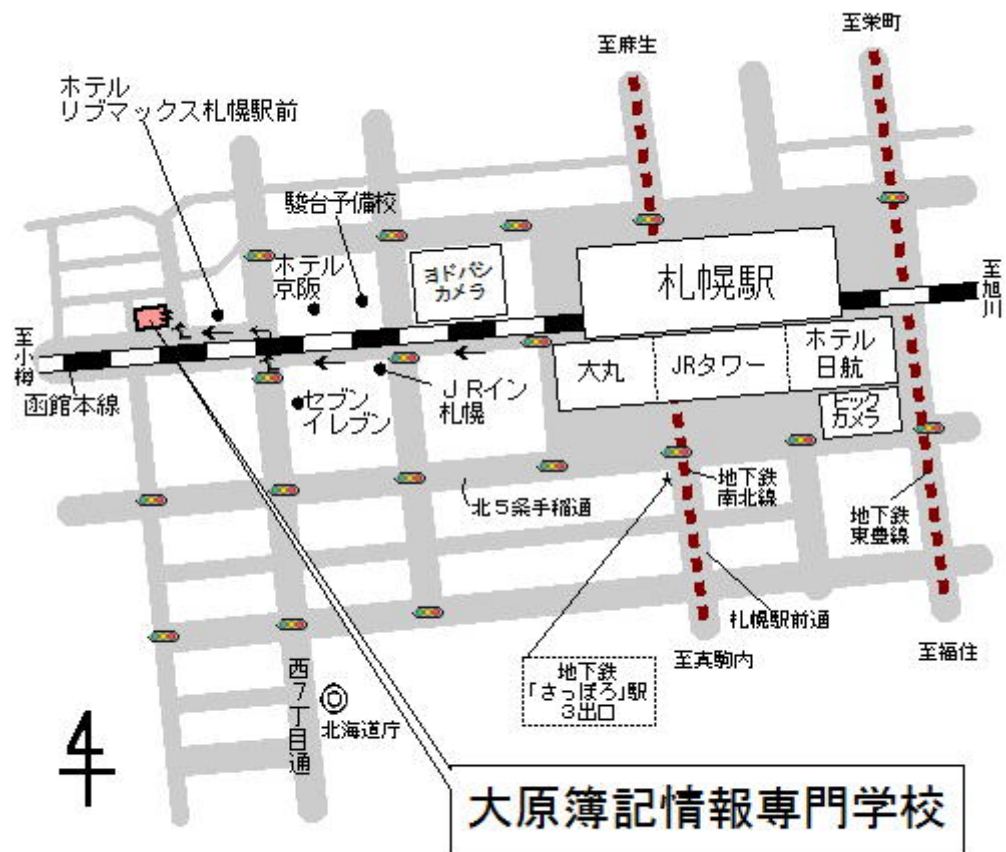 至栄町
至麻生
ホテル
リブマックス札幌駅前
駿台予備校
ホテル
京阪
ヨドバシ
カメラ
札幌駅
至旭川
至小樽
函館本線
大丸
JRタワー
ホテル
日航
ビック
カメラ
セブン
イレブン
JRイン
札幌
地下鉄
南北線
北5条手稲通
地下鉄
東豊線
札幌駅前通
至真駒内
至福住
地下鉄
「さっぽろ」駅
3出口
西7丁目通
北海道庁
大原簿記情報専門学校